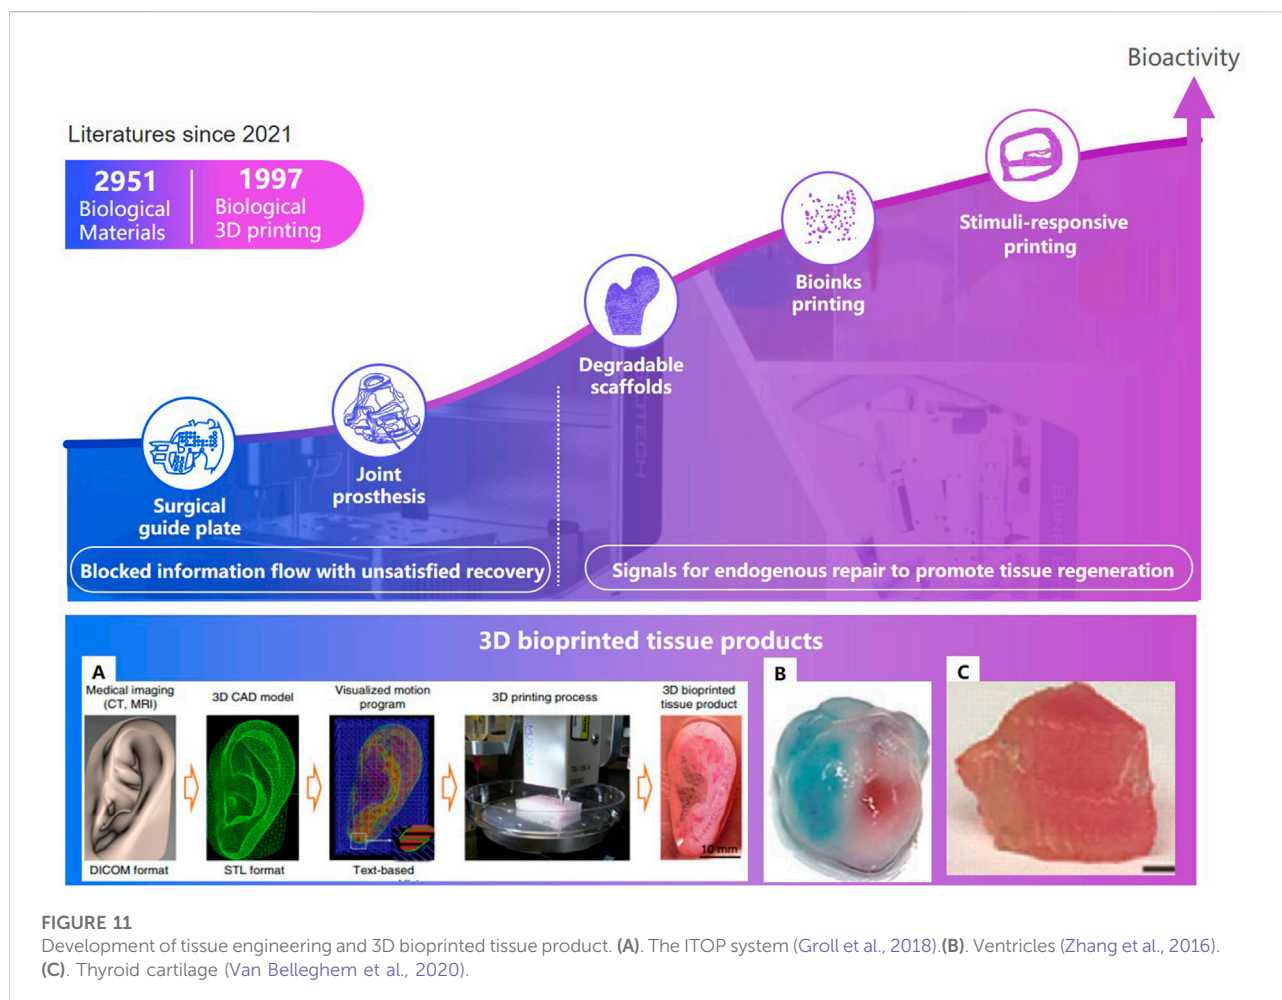 Bioactivity
Literatures since 2021
2951
Biological
Materials
1997
Biological
3D printing
Stimuli-responsive
printing
Bioinks
printing
Degradable
scaffolds
Joint
prosthesis
Surgical
guide plate
Blocked information flow with unsatisfied recovery
Signals for endogenous repair to promote tissue regeneration
3D bioprinted tissue products
A
Medical imaging
(CT, MRI)
DICOM format
3D CAD model
STL format
Visualized motion
program
Text-based
3D printing process
3D bioprinted
tissue product
10 mm
B
C
FIGURE 11
Development of tissue engineering and 3D bioprinted tissue product. (A). The ITOP system (Groll et al., 2018).(B). Ventricles (Zhang et al., 2016).
(C). Thyroid cartilage (Van Belleghem et al., 2020).